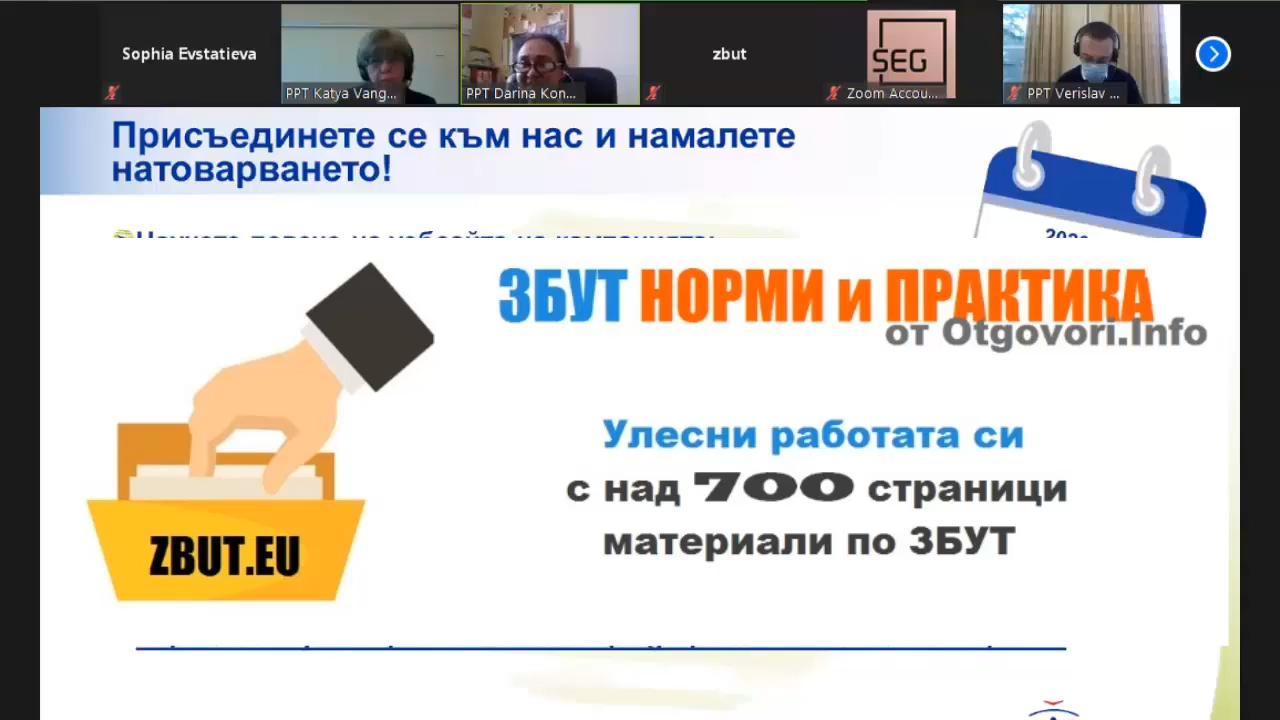 Sophia Evstatieva
PPT Katya Vang...
PPT Darina Kon...
zbut
SEG
Zoom Accou...
PPT Verislav ...
Присъединете се към нас и намалете
натоварването!
ЗБУТ НОРМИ и ПРАКТИКА
от Otgovori.Info
Улесни работата си
с над 700 страници
материали по ЗБУТ
ZBUT.EU